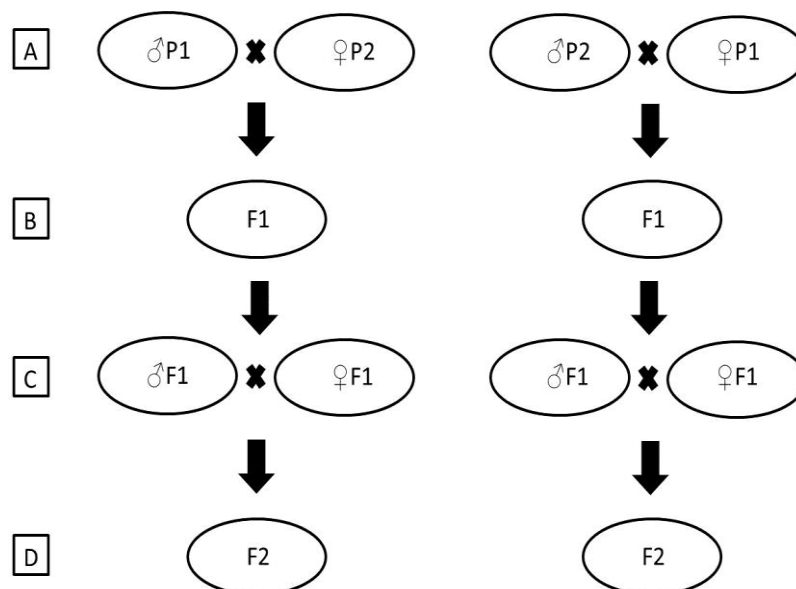 A ♂P1 ✖ ♀P2 ♂P2 ✖ ♀P1
B F1 F1
C ♂F1 ✖ ♀F1 ♂F1 ✖ ♀F1
D F2 F2